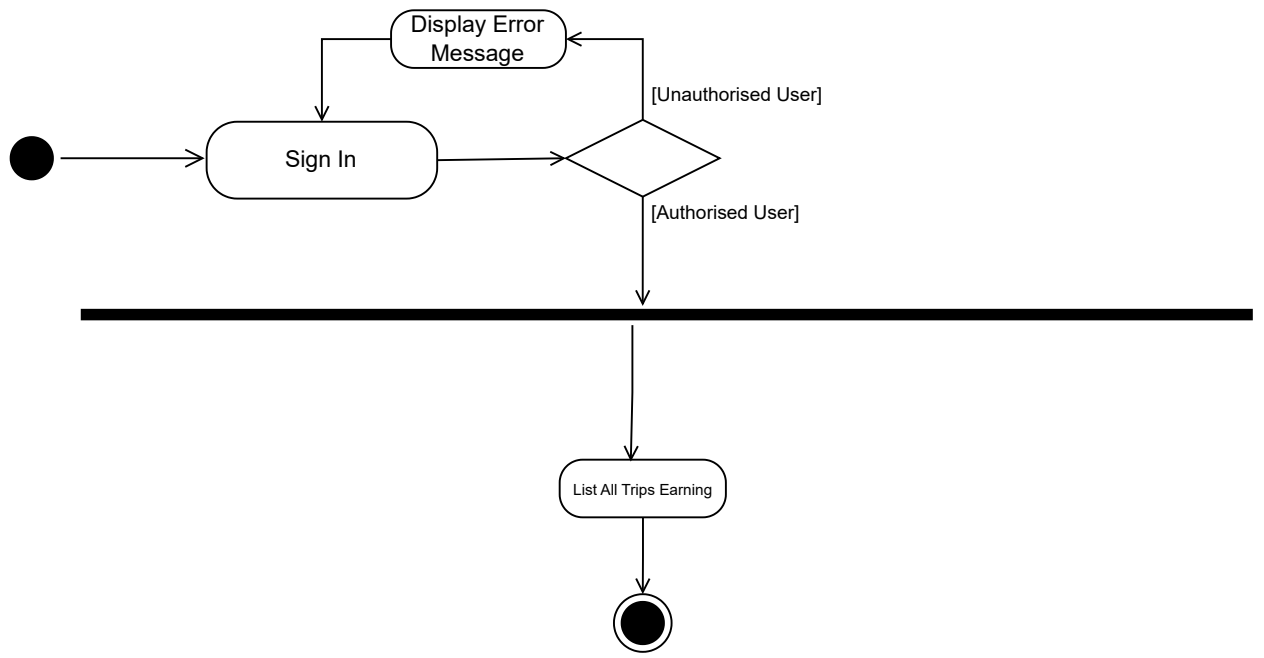 Display Error
Message
[Unauthorised User]
Sign In
[Authorised User]
List All Trips Earning